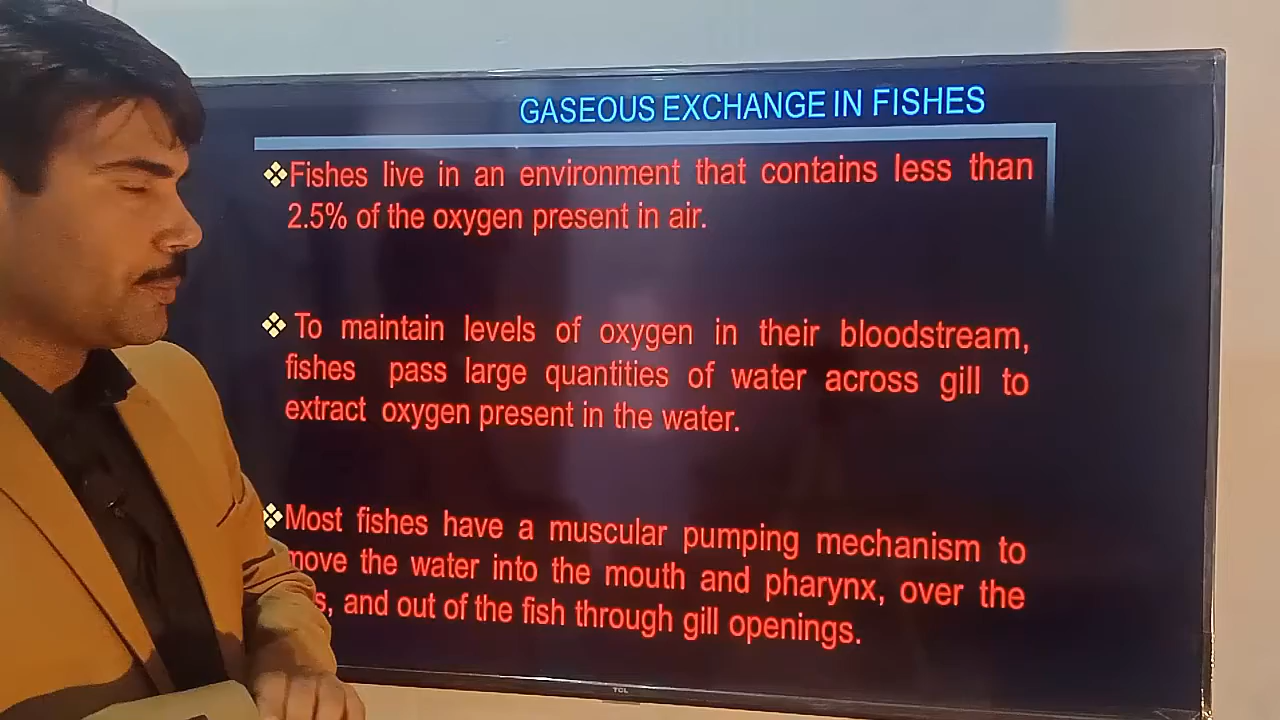 GASEOUS EXCHANGE IN FISHES
❖Fishes live in an environment that contains less than
2.5% of the oxygen present in air.
❖ To maintain levels of oxygen in their bloodstream,
fishes pass large quantities of water across gill to
extract oxygen present in the water.
❖Most fishes have a muscular pumping mechanism to
move the water into the mouth and pharynx, over the
and out of the fish through gill openings.
TCL